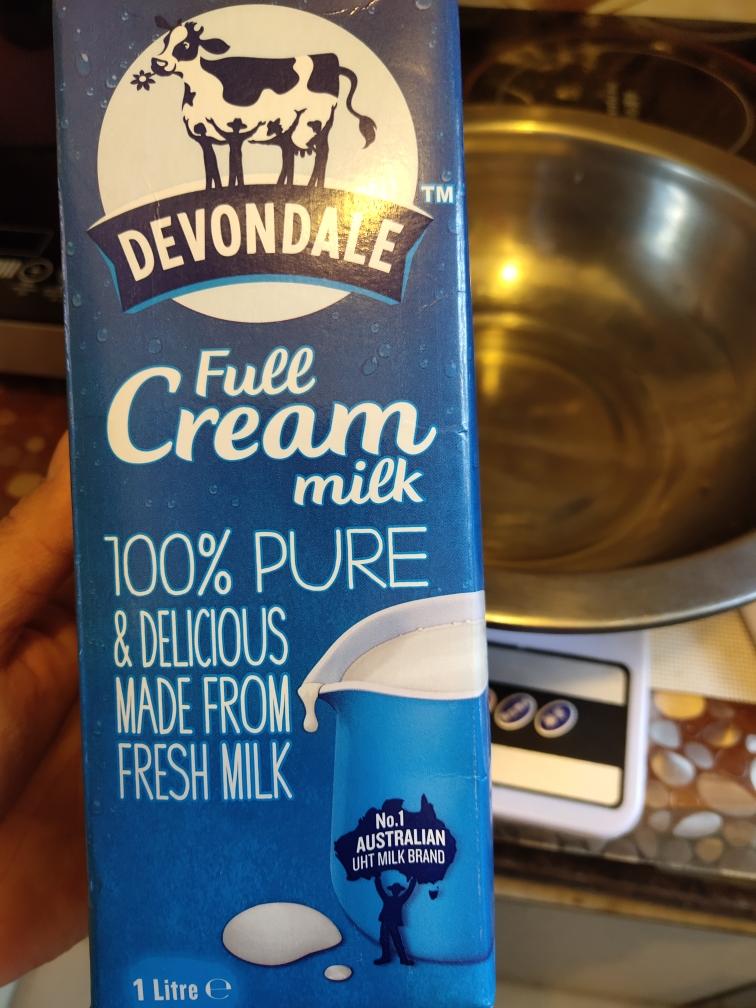 DEVONDALE
TM
Full
Cream
milk
100% PURE
& DELICIOUS
MADE FROM
FRESH MILK
No.1
AUSTRALIAN
UHT MILK BRAND
1 Litre ℮